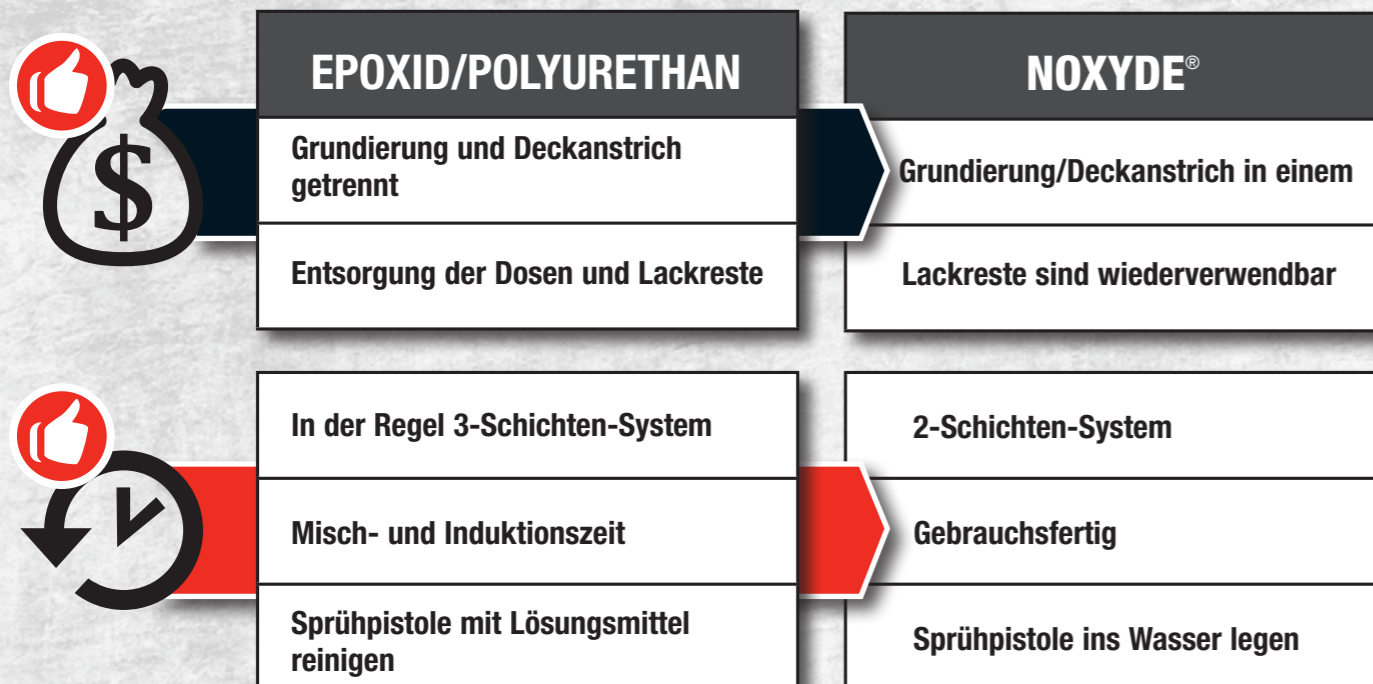 EPOXID/POLYURETHAN
NOXYDE®
$
Grundierung und Deckanstrich
getrennt
Grundierung/Deckanstrich in einem
Entsorgung der Dosen und Lackreste
Lackreste sind wiederverwendbar
In der Regel 3-Schichten-System
2-Schichten-System
Misch- und Induktionszeit
Gebrauchsfertig
Sprühpistole mit Lösungsmittel
reinigen
Sprühpistole ins Wasser legen